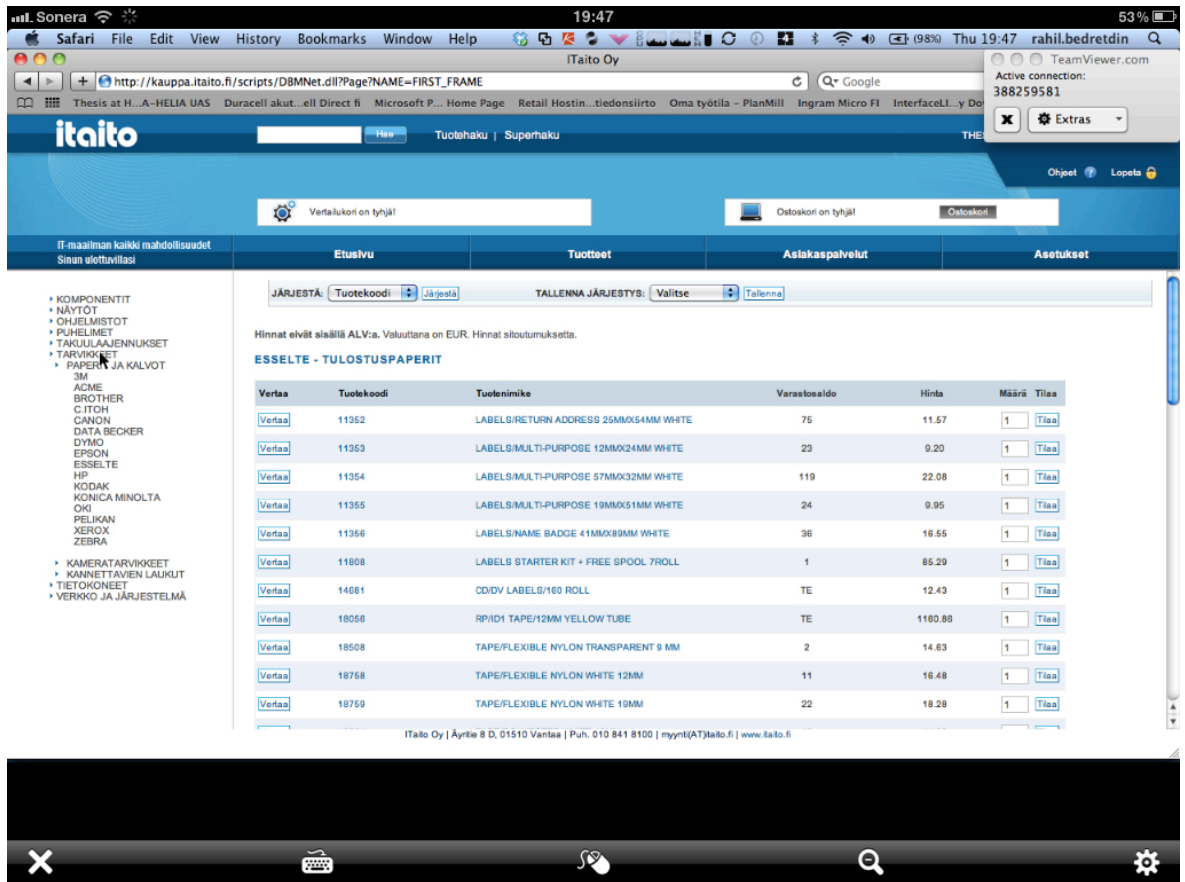 Sonera 19:47 53%
Safari File Edit View History Bookmarks Window Help (98%) Thu 19:47 rahil.bedretdin
ITaito Oy
TeamViewer.com
Active connection:
388259581
Extras
http://kauppa.itaito.fi/scripts/DBMNet.dll?Page?NAME=FIRST_FRAME Google
Thesis at H...A-HELIA UAS Duracell akut...ell Direct fi Microsoft P... Home Page Retail Hostin...tiedonsiirto Oma työtila – PlanMill Ingram Micro FI InterfaceLI...y Do
itaito Hae Tuotehaku | Superhaku THE
Ohjeet ? Lopeta
Vertailukori on tyhjä! Ostoskori on tyhjä! Ostoskori
IT-maailman kaikki mahdollisuudet
Sinun ulottuvillasi
Etusivu Tuotteet Asiakaspalvelut Asetukset
KOMPONENTIT
NÄYTÖT
OHJELMISTOT
PUHELIMET
TAKUULAAJENNUKSET
TARVIKKEET
PAPERIT JA KALVOT
3M
ACME
BROTHER
C.ITOH
CANON
DATA BECKER
DYMO
EPSON
ESSELTE
HP
KODAK
KONICA MINOLTA
OKI
PELIKAN
XEROX
ZEBRA
KAMERATARVIKKEET
KANNETTAVIEN LAUKUT
TIETOKONEET
VERKKO JA JÄRJESTELMÄ
JÄRJESTÄ: Tuotekoodi Järjestä TALLENNA JÄRJESTYS: Valitse Tallenna
Hinnat eivät sisällä ALV:a. Valuuttana on EUR. Hinnat sitoutumuksetta.
ESSELTE - TULOSTUSPAPERIT
Vertaa Tuotekoodi Tuotenimike Varastosaldo Hinta Määrä Tilaa
Vertaa 11352 LABELS/RETURN ADDRESS 25MMX54MM WHITE 75 11.57 1 Tilaa
Vertaa 11353 LABELS/MULTI-PURPOSE 12MMX24MM WHITE 23 9.20 1 Tilaa
Vertaa 11354 LABELS/MULTI-PURPOSE 57MMX32MM WHITE 119 22.08 1 Tilaa
Vertaa 11355 LABELS/MULTI-PURPOSE 19MMX51MM WHITE 24 9.95 1 Tilaa
Vertaa 11356 LABELS/NAME BADGE 41MMX89MM WHITE 36 16.55 1 Tilaa
Vertaa 11808 LABELS STARTER KIT + FREE SPOOL 7ROLL 1 85.29 1 Tilaa
Vertaa 14681 CD/DV LABELS/160 ROLL TE 12.43 1 Tilaa
Vertaa 18056 RP/ID1 TAPE/12MM YELLOW TUBE TE 1160.86 1 Tilaa
Vertaa 18508 TAPE/FLEXIBLE NYLON TRANSPARENT 9 MM 2 14.63 1 Tilaa
Vertaa 18758 TAPE/FLEXIBLE NYLON WHITE 12MM 11 16.48 1 Tilaa
Vertaa 18759 TAPE/FLEXIBLE NYLON WHITE 19MM 22 18.28 1 Tilaa
ITaito Oy | Äyritie 8 D, 01510 Vantaa | Puh. 010 841 8100 | myynti(AT)itaito.fi | www.itaito.fi